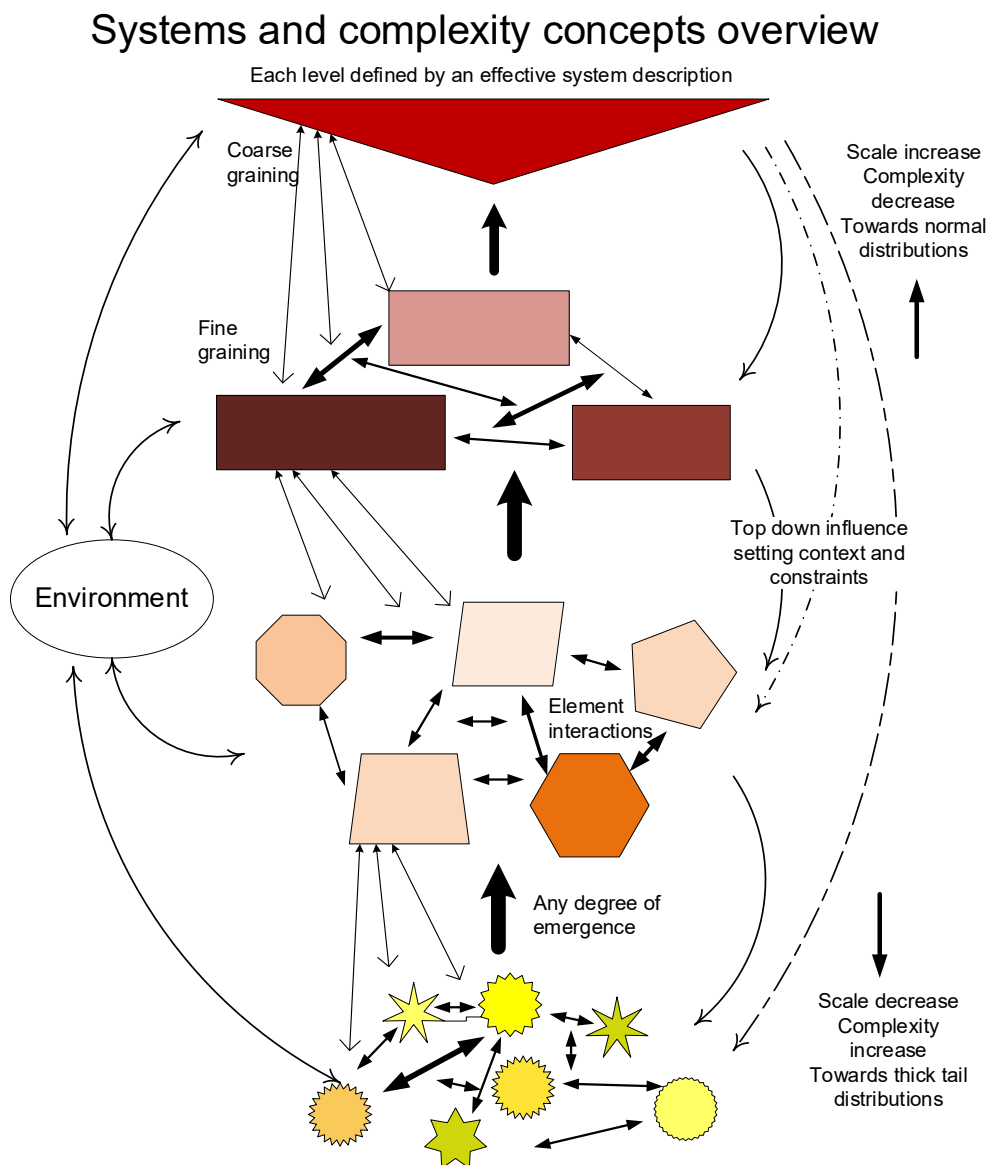 Systems and complexity concepts overview
Each level defined by an effective system description
Coarse
graining
Scale increase
Complexity
decrease
Towards normal
distributions
Fine
graining
Top down influence
setting context and
constraints
Environment
Element
interactions
Any degree of
emergence
Scale decrease
Complexity
increase
Towards thick tail
distributions